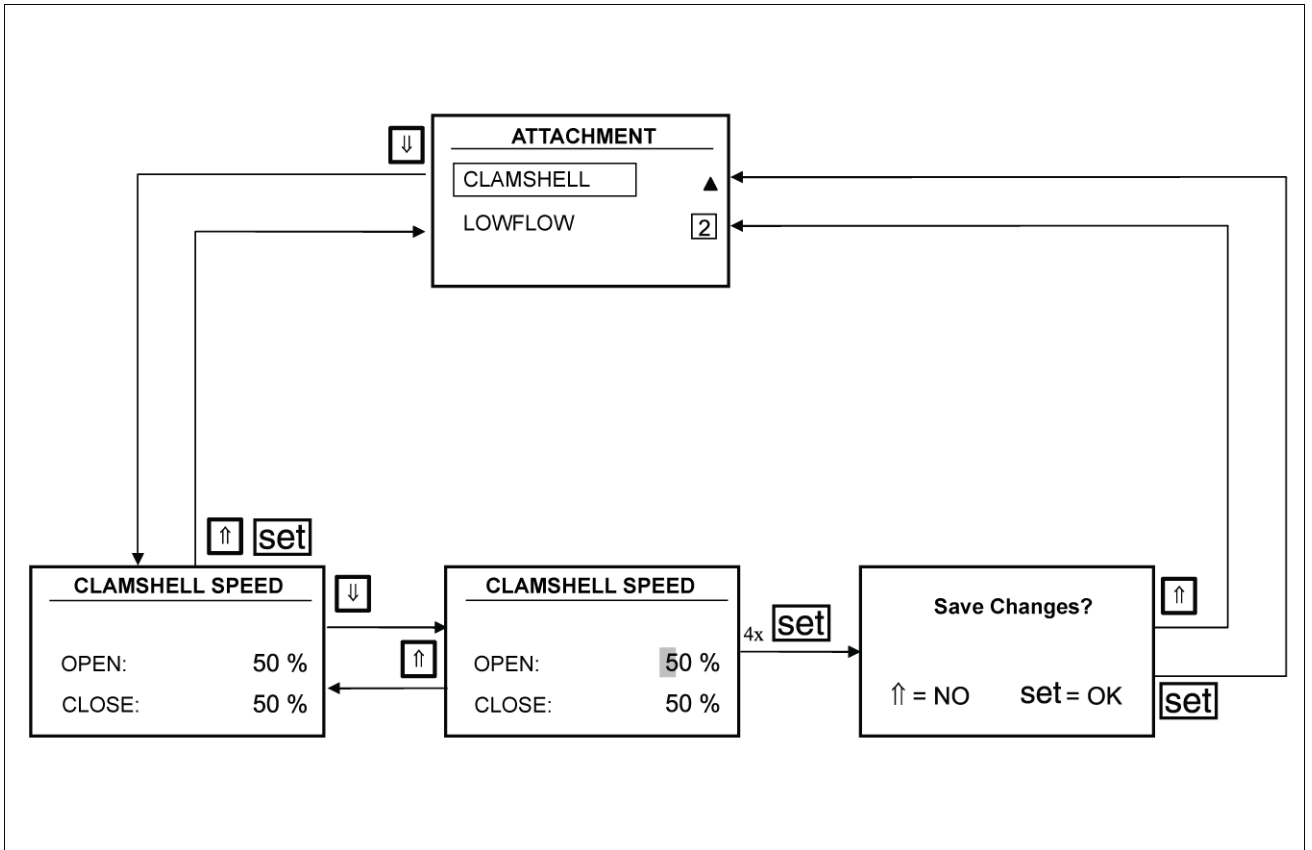 ⇓
ATTACHMENT
CLAMSHELL ▲
LOWFLOW 2
⇑ set
CLAMSHELL SPEED
OPEN: 50 %
CLOSE: 50 %
⇓
⇑
CLAMSHELL SPEED
OPEN: 50 %
CLOSE: 50 %
4x set
Save Changes?
⇑ = NO set = OK
⇑
set